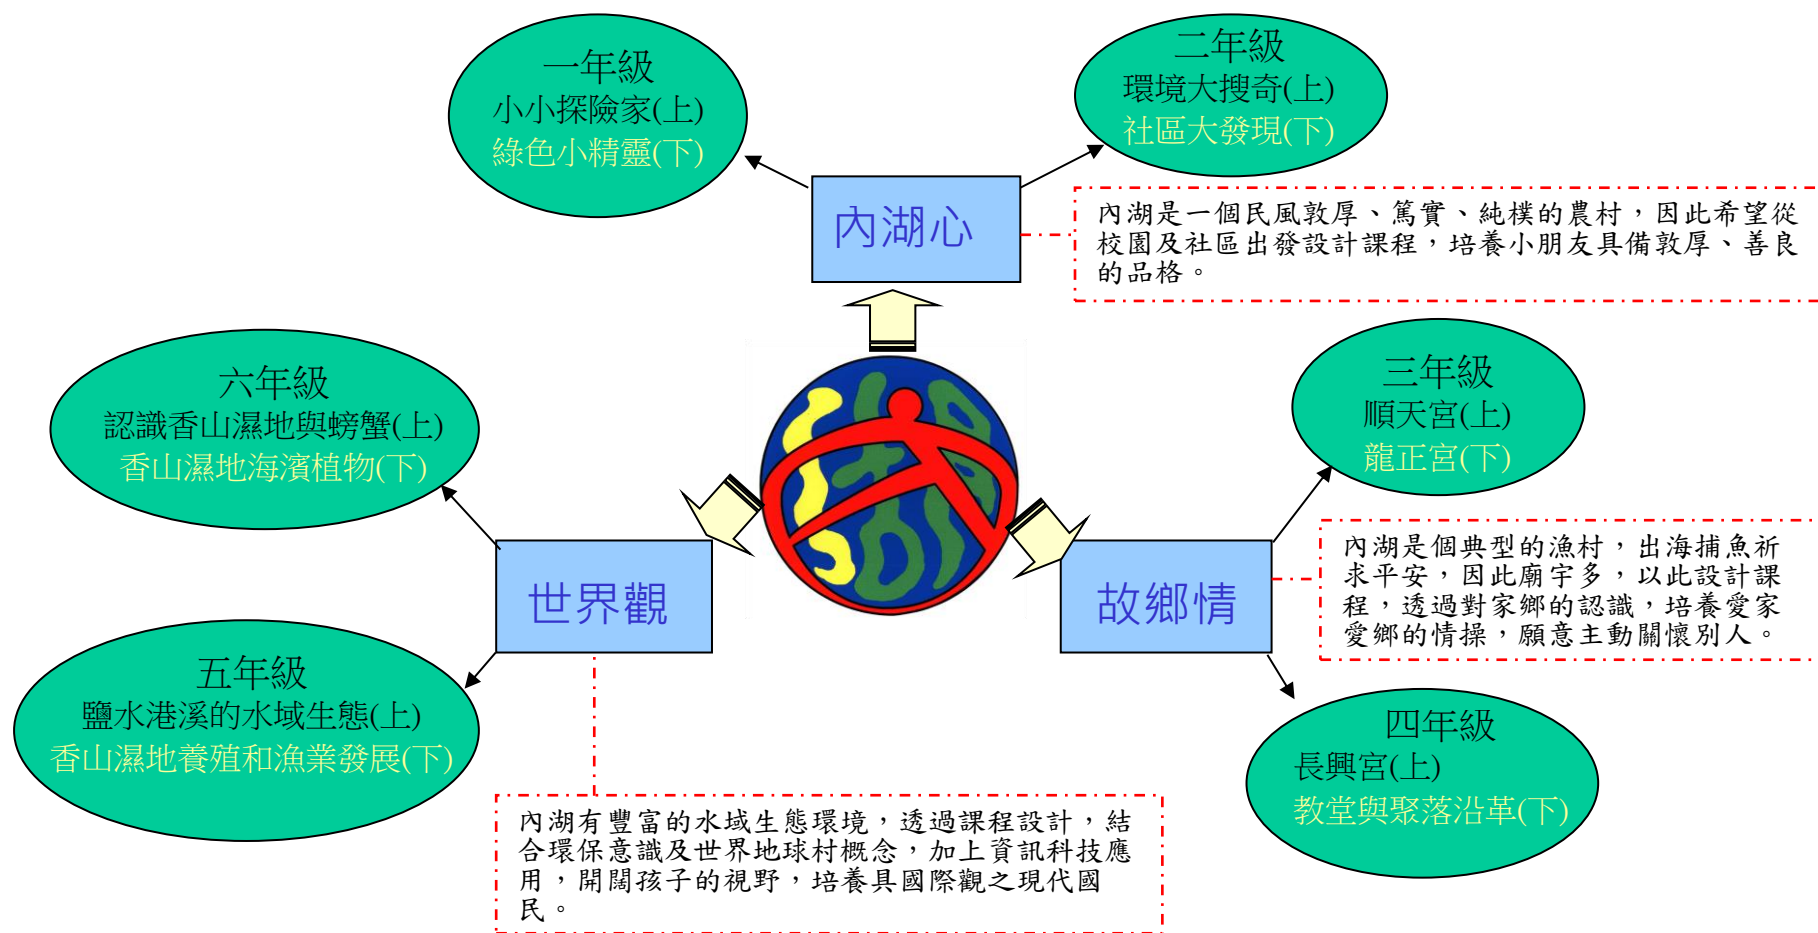 一年級
小小探險家(上)
綠色小精靈(下)
二年級
環境大搜奇(上)
社區大發現(下)
內湖心
內湖是一個民風敦厚、篤實、純樸的農村，因此希望從
校園及社區出發設計課程，培養小朋友具備敦厚、善良
的品格。
六年級
認識香山濕地與螃蟹(上)
香山濕地海濱植物(下)
三年級
順天宮(上)
龍正宮(下)
世界觀
故鄉情
內湖是個典型的漁村，出海捕魚祈
求平安，因此廟宇多，以此設計課
程，透過對家鄉的認識，培養愛家
愛鄉的情操，願意主動關懷別人。
五年級
鹽水港溪的水域生態(上)
香山濕地養殖和漁業發展(下)
四年級
長興宮(上)
教堂與聚落沿革(下)
內湖有豐富的水域生態環境，透過課程設計，結
合環保意識及世界地球村概念，加上資訊科技應
用，開闊孩子的視野，培養具國際觀之現代國
民。